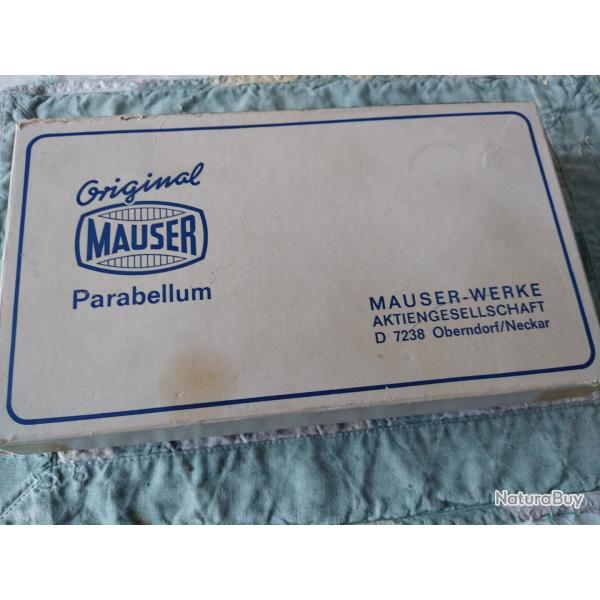 Original
MAUSER
Parabellum
MAUSER-WERKE
AKTIENGESELLSCHAFT
D 7238 Oberndorf/Neckar
NaturaBuy